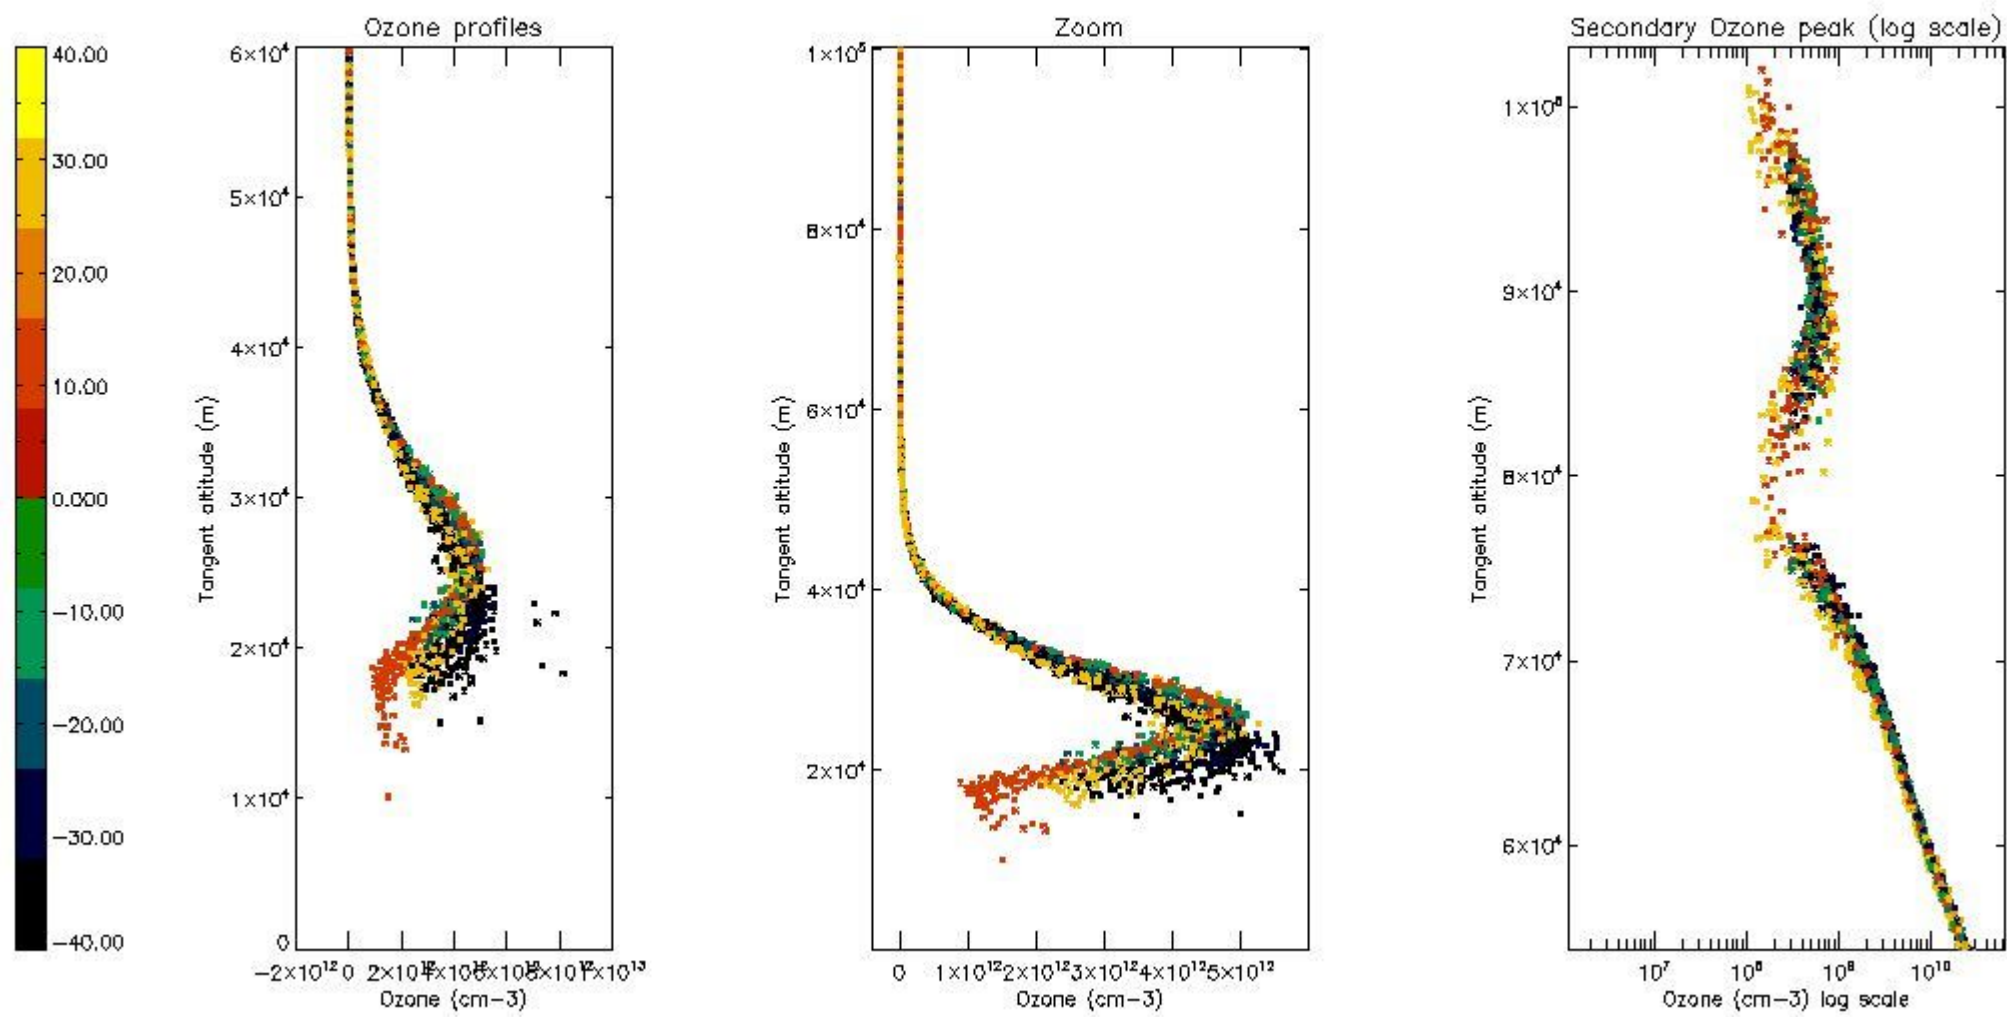 Ozone profiles
Zoom
Secondary Ozone peak (log scale)
40.00
30.00
20.00
10.00
0.00
-10.00
-20.00
-30.00
-40.00
6×10⁴
5×10⁴
4×10⁴
3×10⁴
2×10⁴
1×10⁴
0
Tangent altitude (m)
-2×10¹² 0
Ozone (cm-3)
1×10⁵
8×10⁴
6×10⁴
4×10⁴
2×10⁴
Tangent altitude (m)
0 1×10¹² 2×10¹² 3×10¹² 4×10¹² 5×10¹²
Ozone (cm-3)
9×10⁴
8×10⁴
7×10⁴
6×10⁴
Tangent altitude (m)
10⁷ 10⁸ 10⁹ 10¹⁰
Ozone (cm-3) log scale